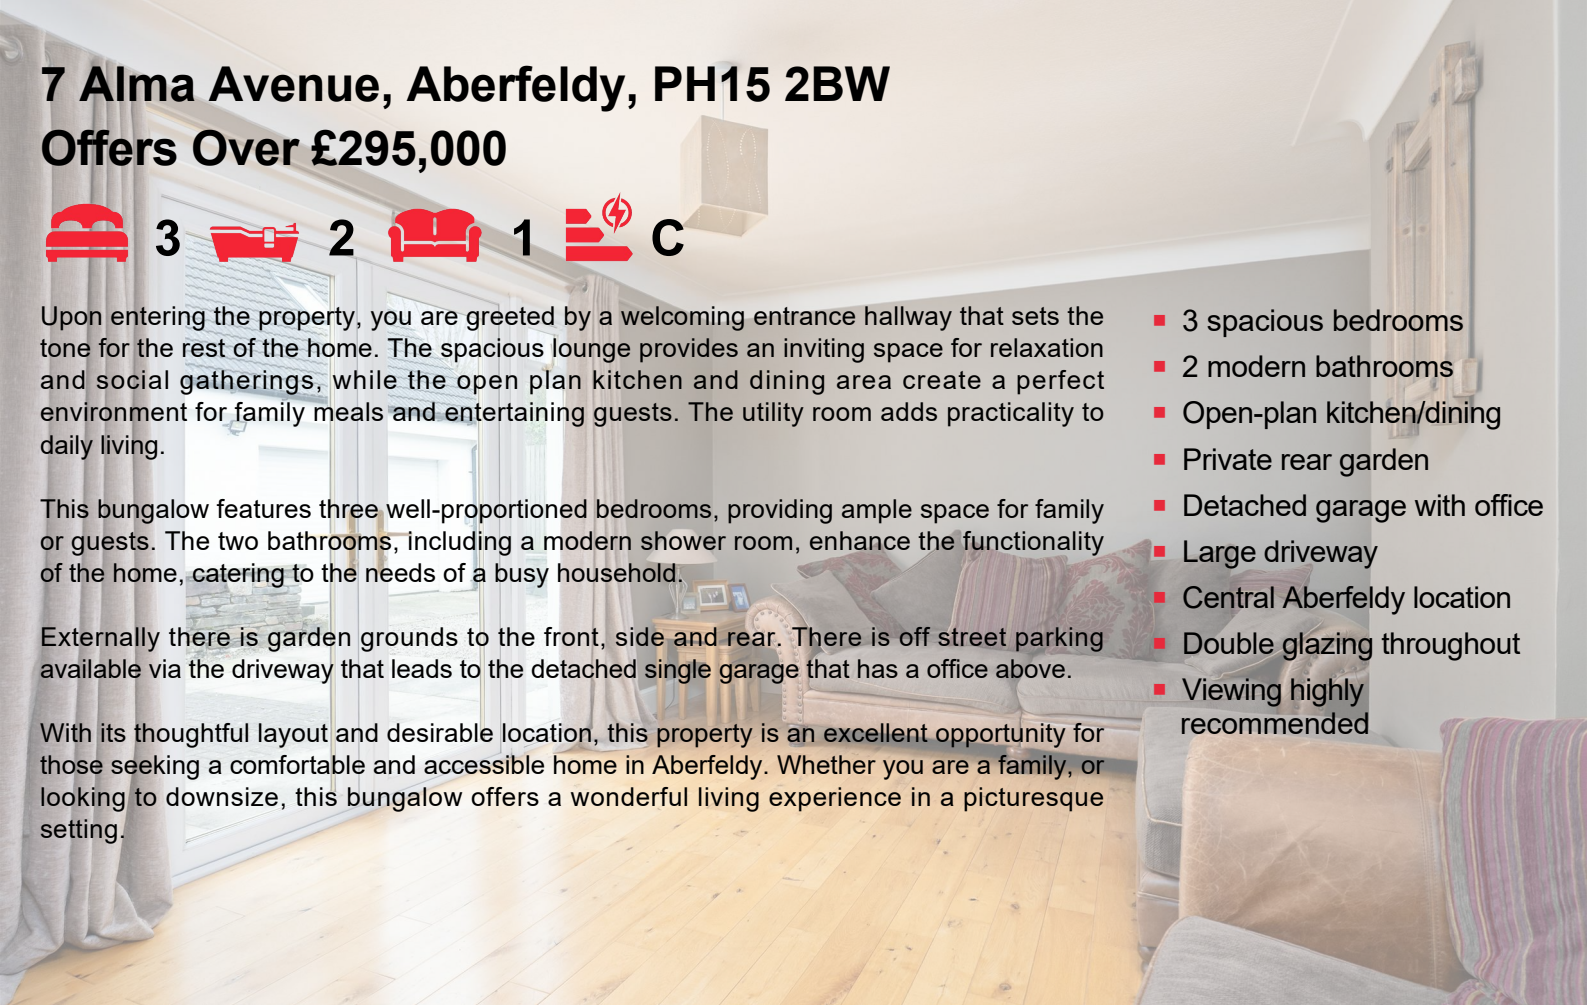 7 Alma Avenue, Aberfeldy, PH15 2BW
Offers Over £295,000
3 2 1 C
Upon entering the property, you are greeted by a welcoming entrance hallway that sets the
tone for the rest of the home. The spacious lounge provides an inviting space for relaxation
and social gatherings, while the open plan kitchen and dining area create a perfect
environment for family meals and entertaining guests. The utility room adds practicality to
daily living.
This bungalow features three well-proportioned bedrooms, providing ample space for family
or guests. The two bathrooms, including a modern shower room, enhance the functionality
of the home, catering to the needs of a busy household.
Externally there is garden grounds to the front, side and rear. There is off street parking
available via the driveway that leads to the detached single garage that has a office above.
With its thoughtful layout and desirable location, this property is an excellent opportunity for
those seeking a comfortable and accessible home in Aberfeldy. Whether you are a family, or
looking to downsize, this bungalow offers a wonderful living experience in a picturesque
setting.
▪ 3 spacious bedrooms
▪ 2 modern bathrooms
▪ Open-plan kitchen/dining
▪ Private rear garden
▪ Detached garage with office
▪ Large driveway
▪ Central Aberfeldy location
▪ Double glazing throughout
▪ Viewing highly
recommended